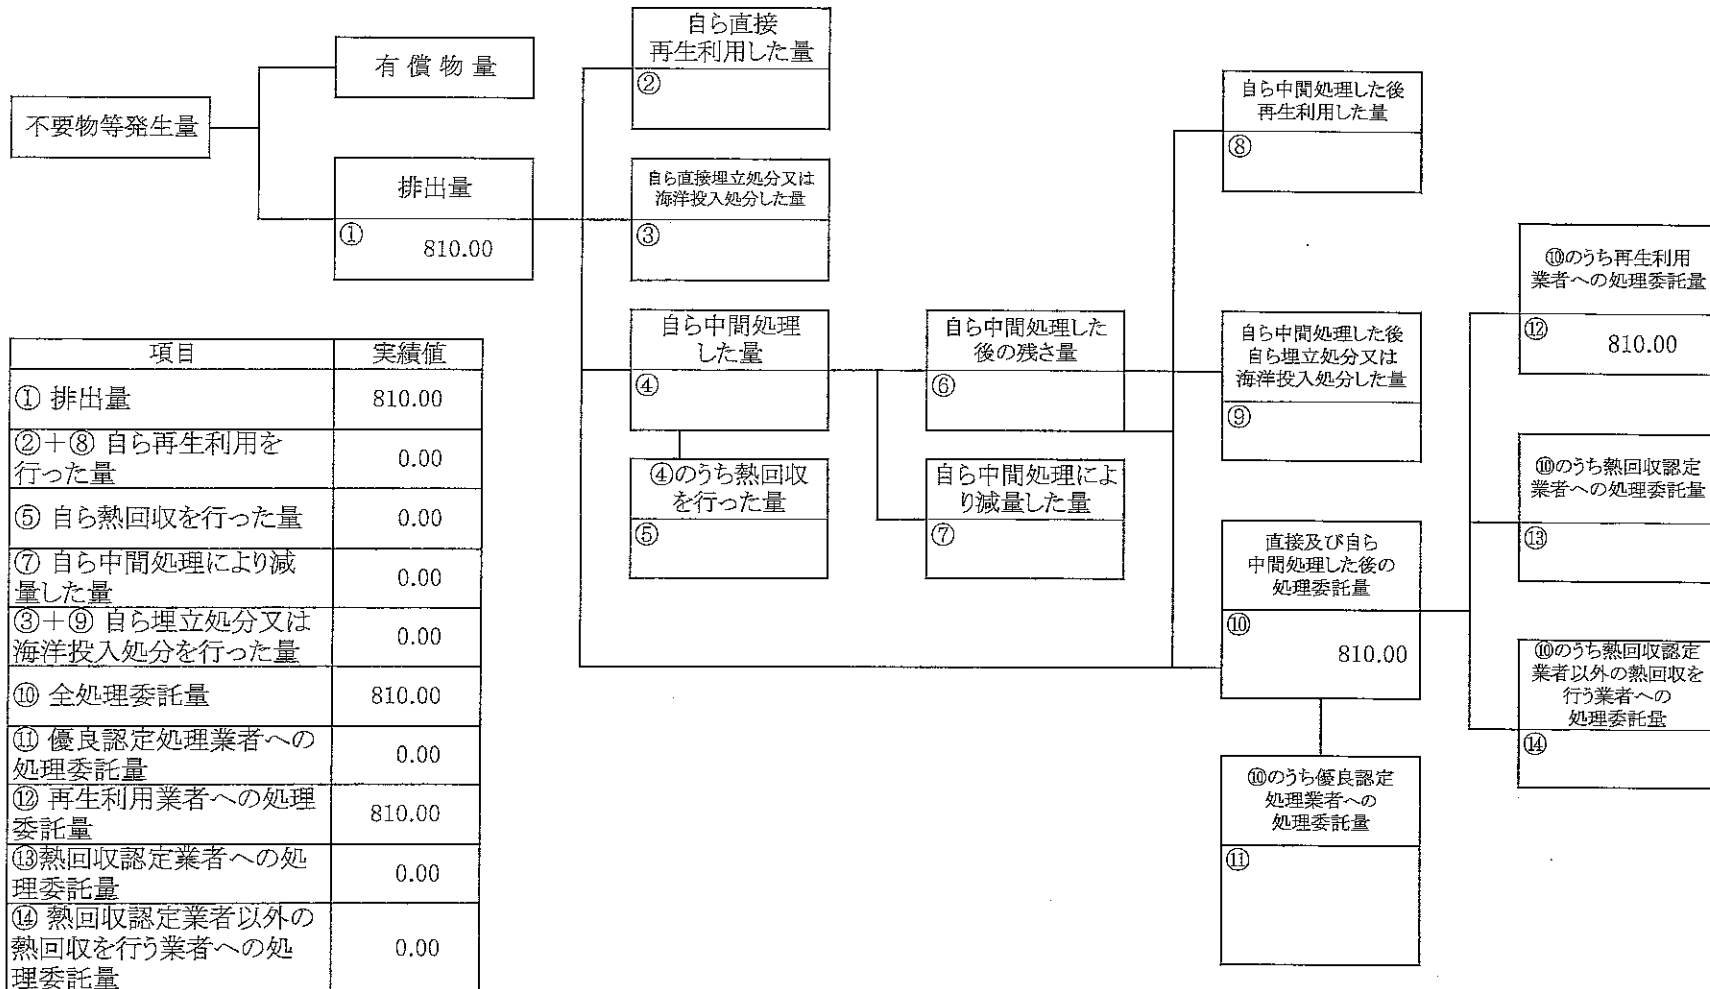 不要物等発生量
有償物量
排出量
①
810.00
自ら直接
再生利用した量
②
自ら直接埋立処分又は
海洋投入処分した量
③
自ら中間処理
した量
④
④のうち熱回収
を行った量
⑤
自ら中間処理した
後の残さ量
⑥
自ら中間処理によ
り減量した量
⑦
自ら中間処理した後
再生利用した量
⑧
自ら中間処理した後
自ら埋立処分又は
海洋投入処分した量
⑨
直接及び自ら
中間処理した後の
処理委託量
⑩
810.00
⑩のうち優良認定
処理業者への
処理委託量
⑪
⑩のうち再生利用
業者への処理委託量
⑫
810.00
⑩のうち熱回収認定
業者への処理委託量
⑬
⑩のうち熱回収認定
業者以外の熱回収を
行う業者への
処理委託量
⑭
項目 実績値
① 排出量 810.00
②+⑧ 自ら再生利用を
行った量 0.00
⑤ 自ら熱回収を行った量 0.00
⑦ 自ら中間処理により減
量した量 0.00
③+⑨ 自ら埋立処分又は
海洋投入処分を行った量 0.00
⑩ 全処理委託量 810.00
⑪ 優良認定処理業者への
処理委託量 0.00
⑫ 再生利用業者への処理
委託量 810.00
⑬熱回収認定業者への処
理委託量 0.00
⑭ 熱回収認定業者以外の
熱回収を行う業者への処
理委託量 0.00